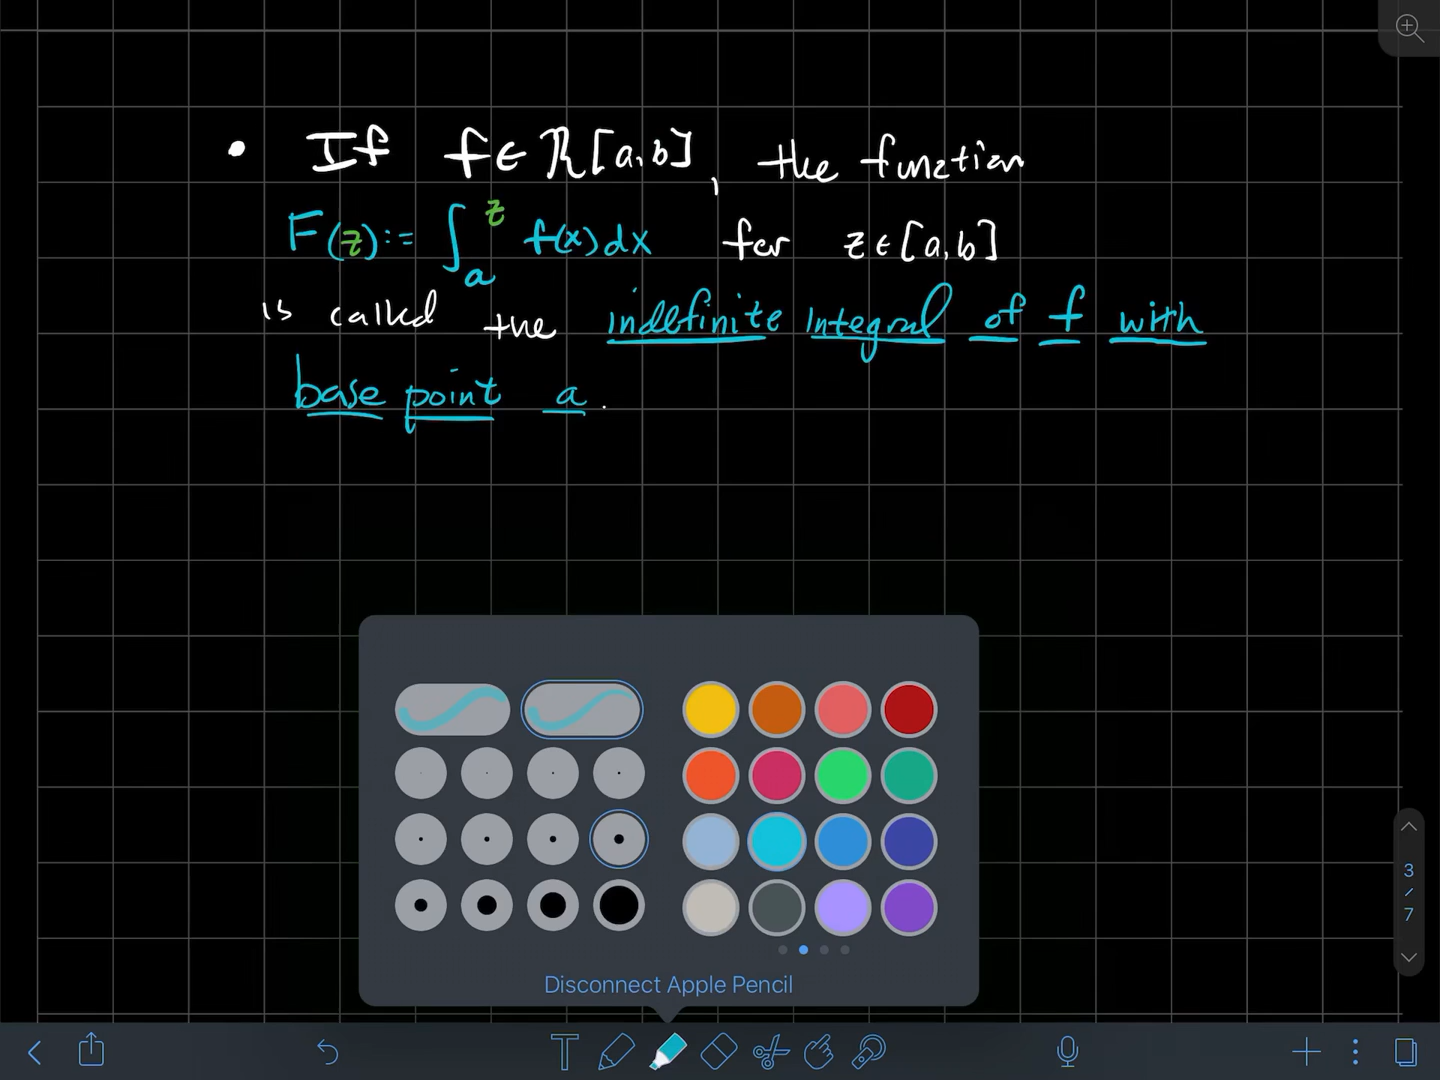 • If f ∈ ℛ[a,b], the function
F(z) := ∫ₐᶻ f(x)dx for z ∈ [a,b]
is called the indefinite integral of f with
base point a.
3
/
7
Disconnect Apple Pencil
T